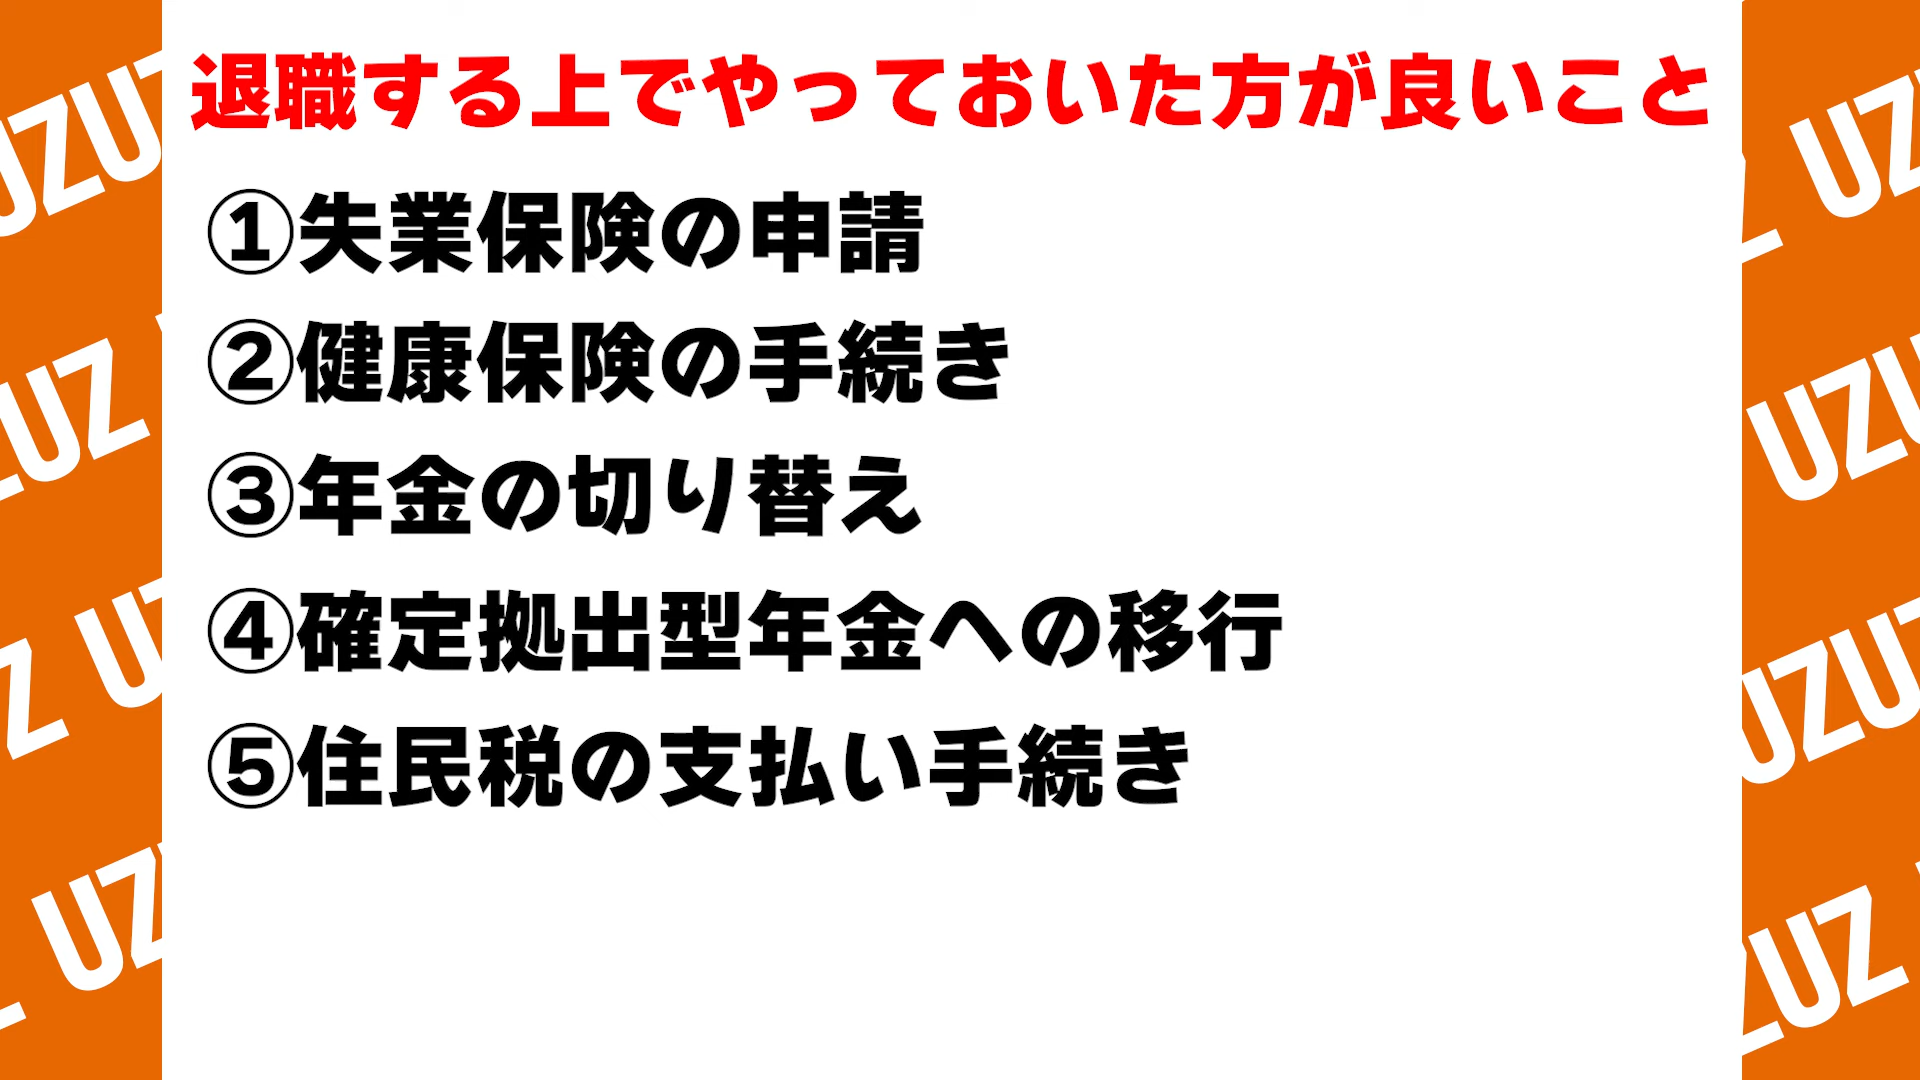 退職する上でやっておいた方が良いこと
①失業保険の申請
②健康保険の手続き
③年金の切り替え
④確定拠出型年金への移行
⑤住民税の支払い手続き
UZUZ